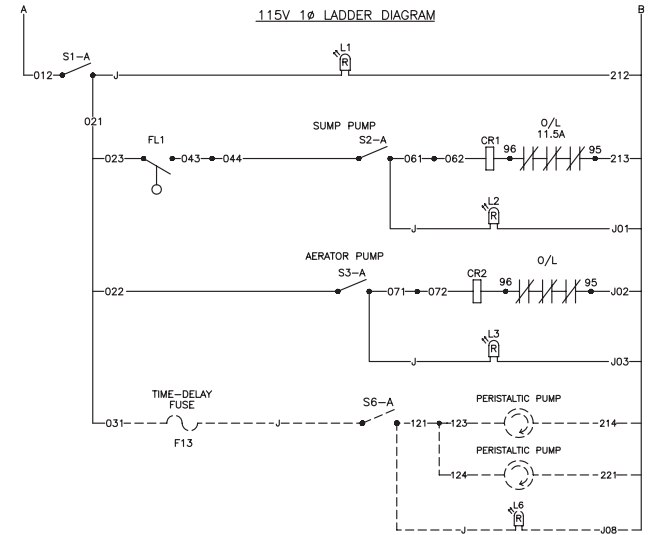 A
115V 1ø LADDER DIAGRAM
B
S1-A
L1
R
012
J
212
021
FL1
SUMP PUMP
S2-A
CR1
O/L
11.5A
96
95
023
043
044
061
062
213
L2
R
J
J01
AERATOR PUMP
S3-A
CR2
O/L
96
95
022
071
072
J02
L3
R
J
J03
TIME-DELAY
FUSE
F13
S6-A
PERISTALTIC PUMP
031
J
121
123
214
PERISTALTIC PUMP
124
221
L6
R
J
J08